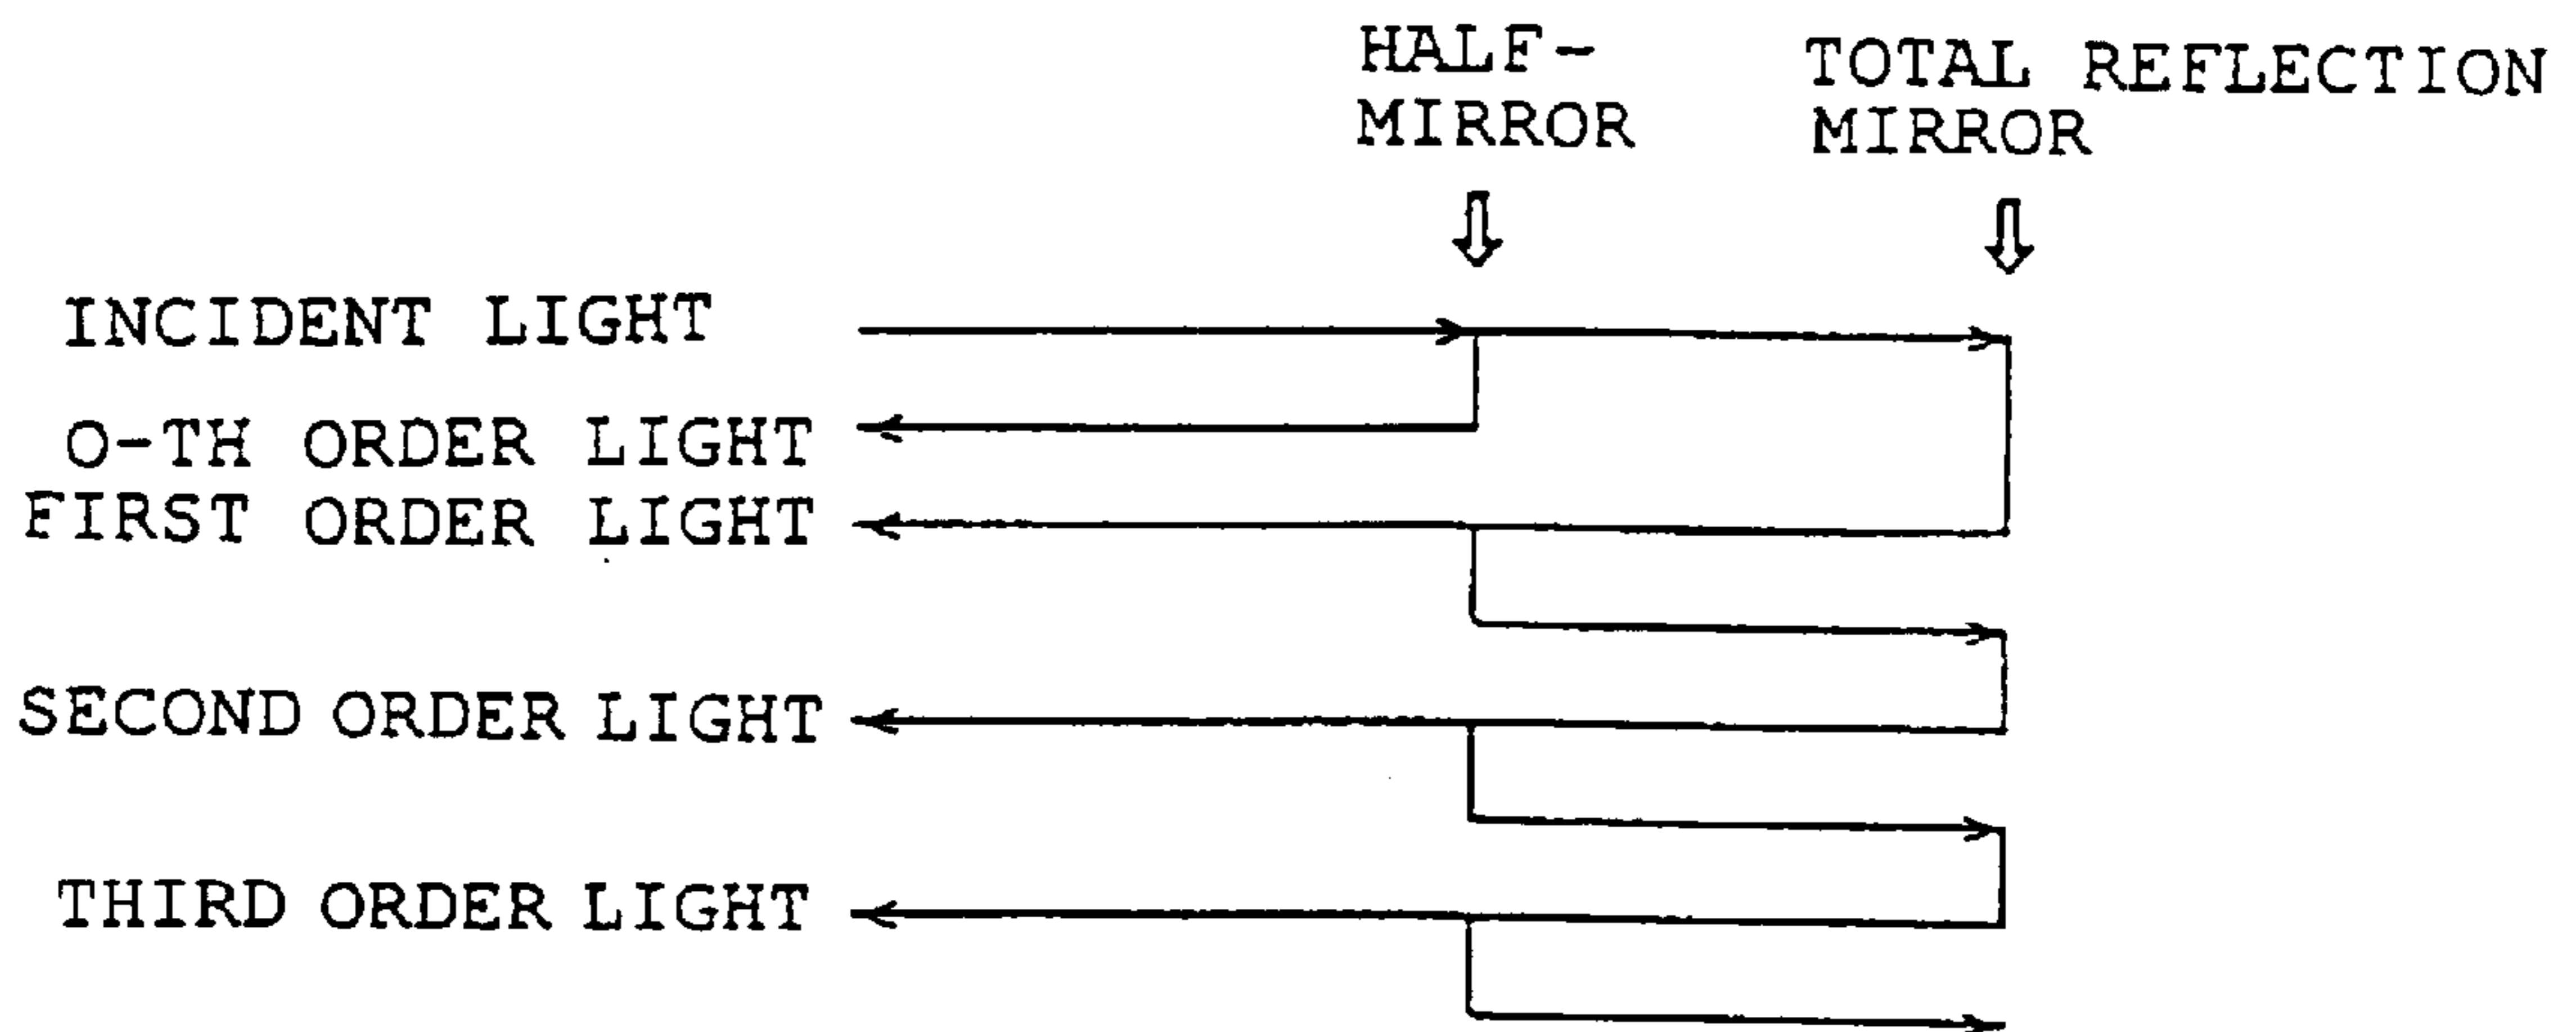 HALF-
MIRROR
TOTAL REFLECTION
MIRROR
INCIDENT LIGHT
O-TH ORDER LIGHT
FIRST ORDER LIGHT
SECOND ORDER LIGHT
THIRD ORDER LIGHT